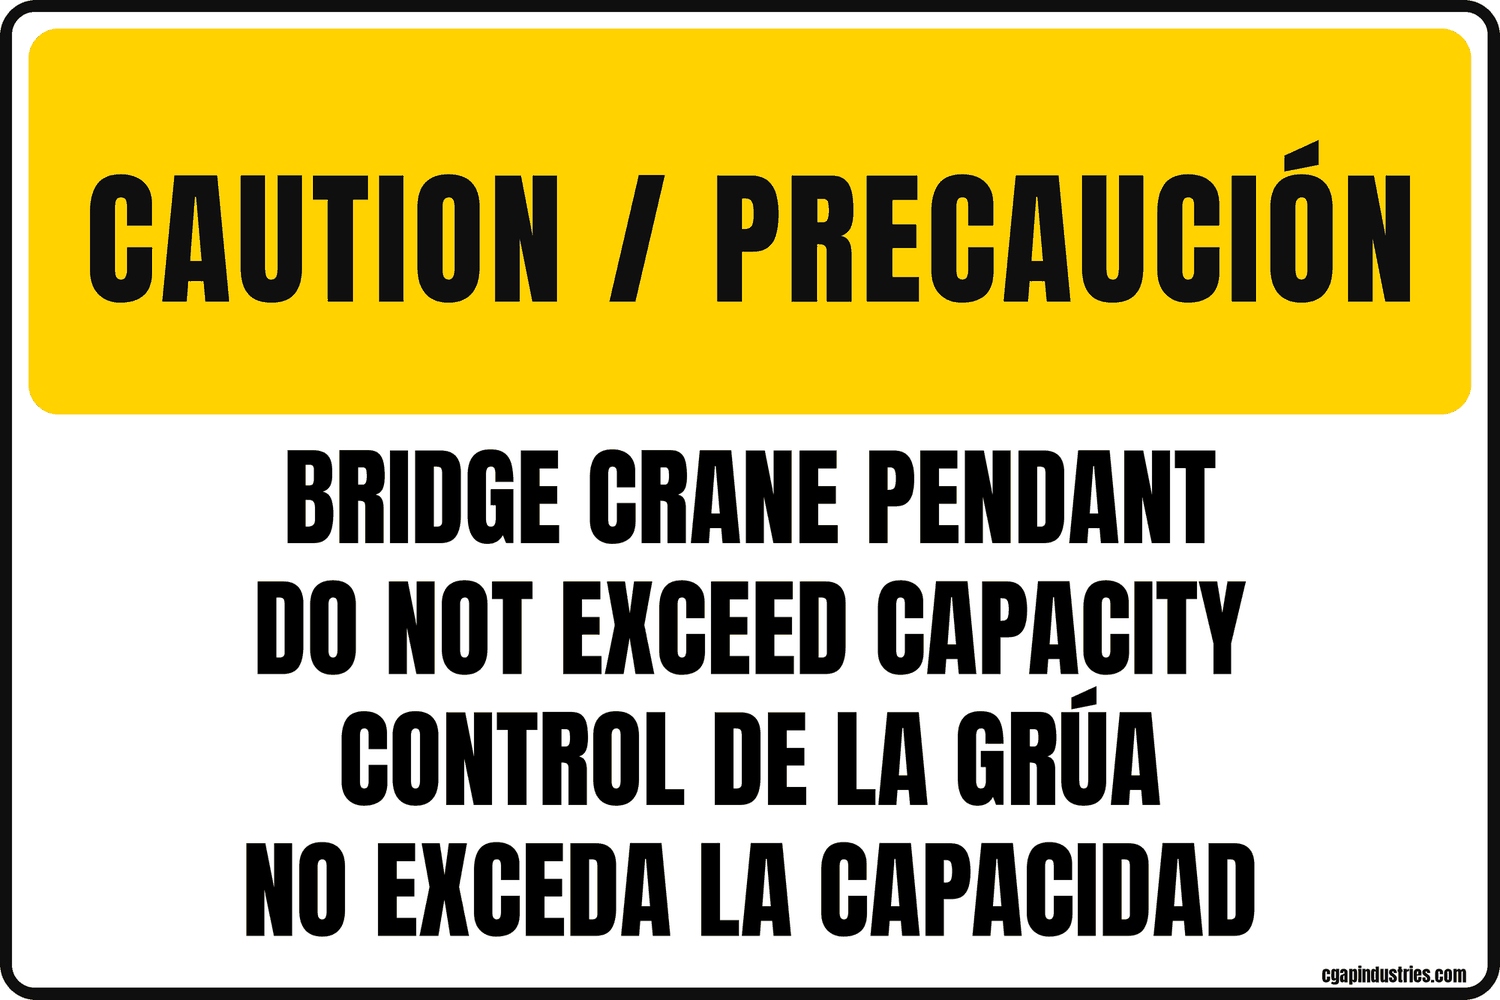 CAUTION / PRECAUCIÓN
BRIDGE CRANE PENDANT
DO NOT EXCEED CAPACITY
CONTROL DE LA GRÚA
NO EXCEDA LA CAPACIDAD
cgapindustries.com